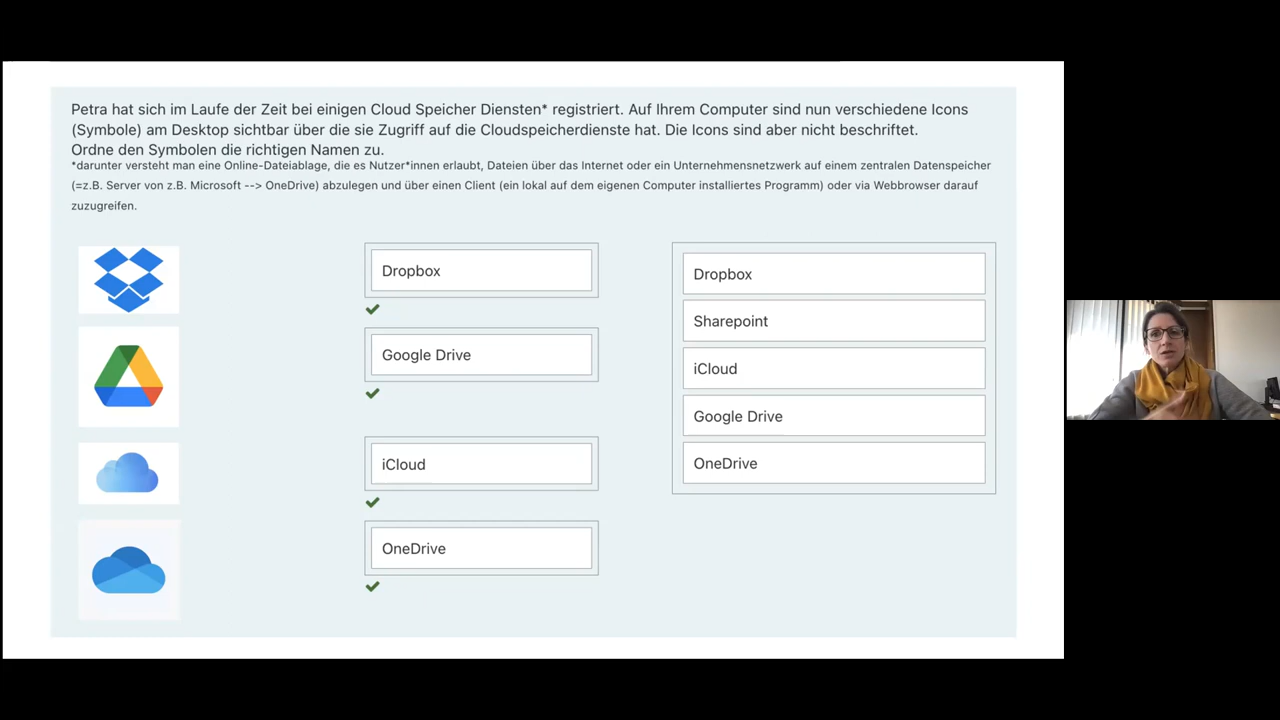 Petra hat sich im Laufe der Zeit bei einigen Cloud Speicher Diensten* registriert. Auf Ihrem Computer sind nun verschiedene Icons
(Symbole) am Desktop sichtbar über die sie Zugriff auf die Cloudspeicherdienste hat. Die Icons sind aber nicht beschriftet.
Ordne den Symbolen die richtigen Namen zu.
*darunter versteht man eine Online-Dateiablage, die es Nutzer*innen erlaubt, Dateien über das Internet oder ein Unternehmensnetzwerk auf einem zentralen Datenspeicher
(=z.B. Server von z.B. Microsoft --> OneDrive) abzulegen und über einen Client (ein lokal auf dem eigenen Computer installiertes Programm) oder via Webbrowser darauf
zuzugreifen.
Dropbox
Google Drive
iCloud
OneDrive
Dropbox
Sharepoint
iCloud
Google Drive
OneDrive